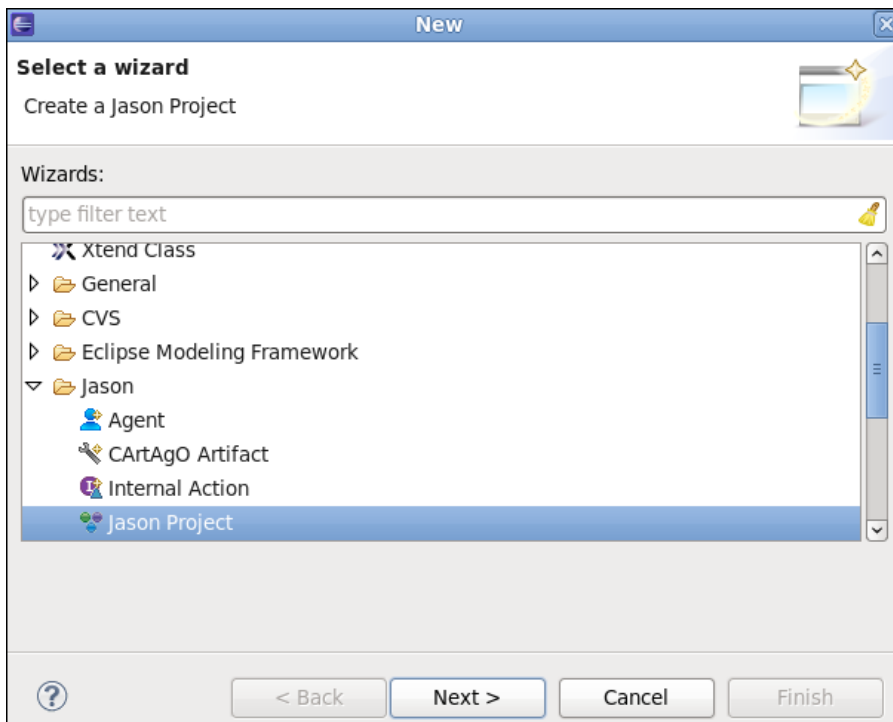 New
Select a wizard
Create a Jason Project
Wizards:
type filter text
Xtend Class
General
CVS
Eclipse Modeling Framework
Jason
Agent
CArtAgO Artifact
Internal Action
Jason Project
? < Back Next > Cancel Finish